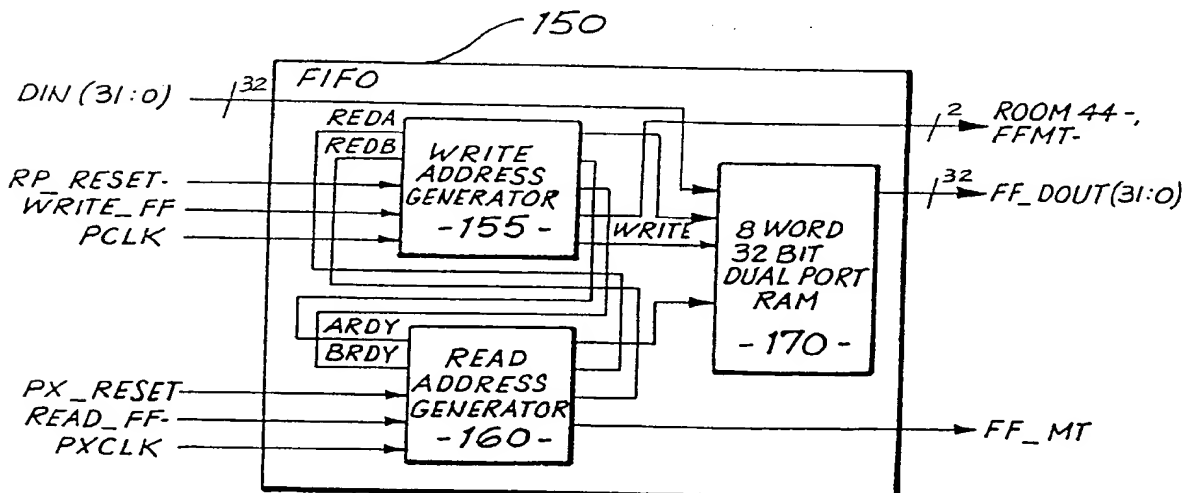 150
FIFO
DIN (31:0)
32
REDA
REDB
RP_RESET-
WRITE_FF
PCLK
WRITE
ADDRESS
GENERATOR
-155-
WRITE
2
ROOM 44-,
FFMT-
32
FF_DOUT (31:0)
8 WORD
32 BIT
DUAL PORT
RAM
-170-
ARDY
BRDY
PX_RESET
READ_FF-
PXCLK
READ
ADDRESS
GENERATOR
-160-
FF_MT